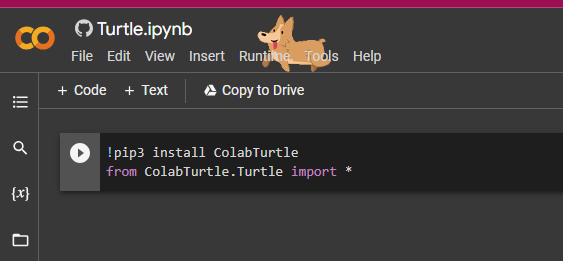 Turtle.ipynb
File Edit View Insert Runtime Tools Help
+ Code + Text Copy to Drive
!pip3 install ColabTurtle
{x} from ColabTurtle.Turtle import *